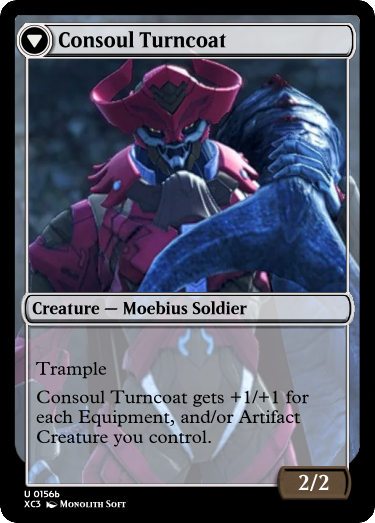 Consoul Turncoat
Creature — Moebius Soldier
Trample
Consoul Turncoat gets +1/+1 for
each Equipment, and/or Artifact
Creature you control.
2/2
U 0156b
XC3 Monolith Soft